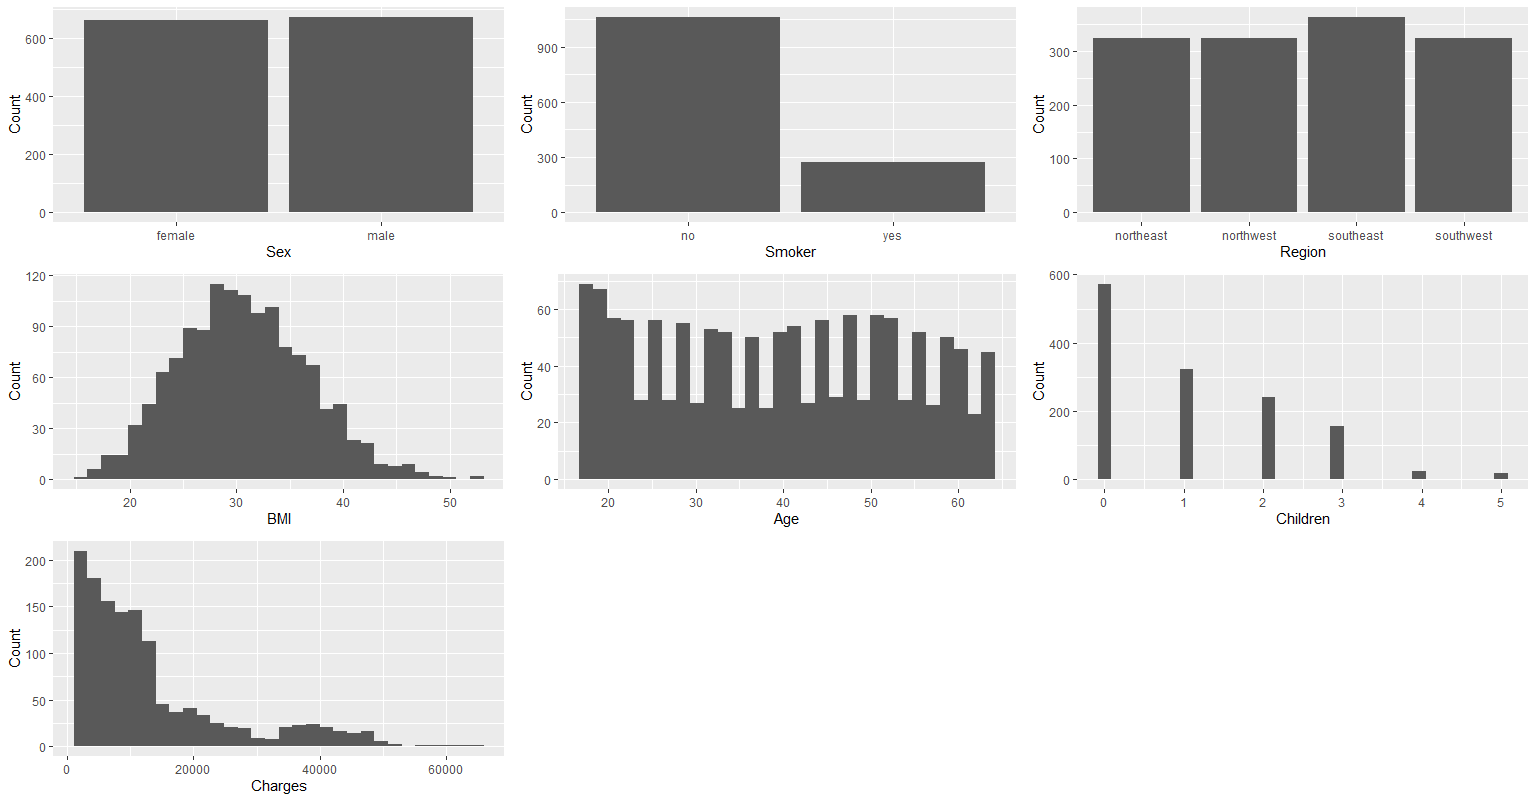 Count
600
400
200
0
female male
Sex
Count
900
600
300
0
no yes
Smoker
Count
300
200
100
0
northeast northwest southeast southwest
Region
Count
120
90
60
30
0
20 30 40 50
BMI
Count
60
40
20
0
20 30 40 50 60
Age
Count
600
400
200
0
0 1 2 3 4 5
Children
Count
200
150
100
50
0
0 20000 40000 60000
Charges